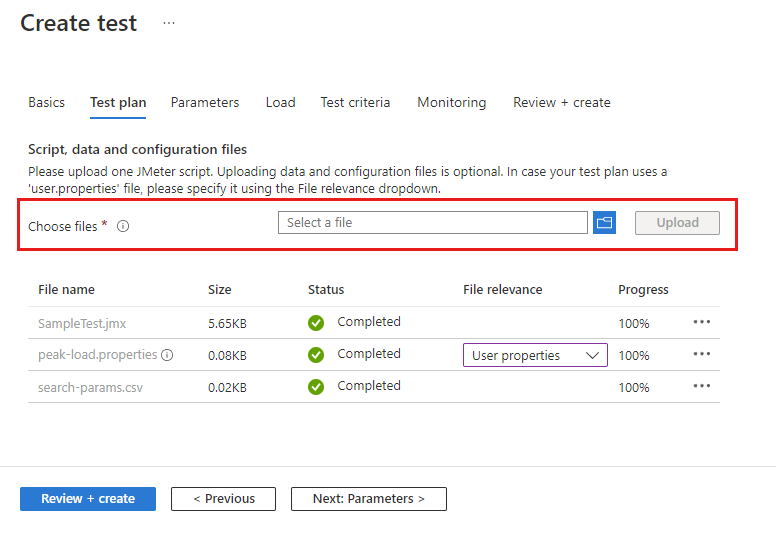 Create test ...
Basics Test plan Parameters Load Test criteria Monitoring Review + create
Script, data and configuration files
Please upload one JMeter script. Uploading data and configuration files is optional. In case your test plan uses a
'user.properties' file, please specify it using the File relevance dropdown.
Choose files * Select a file Upload
File name Size Status File relevance Progress
SampleTest.jmx 5.65KB Completed 100% ...
peak-load.properties 0.08KB Completed User properties 100% ...
search-params.csv 0.02KB Completed 100% ...
Review + create < Previous Next: Parameters >